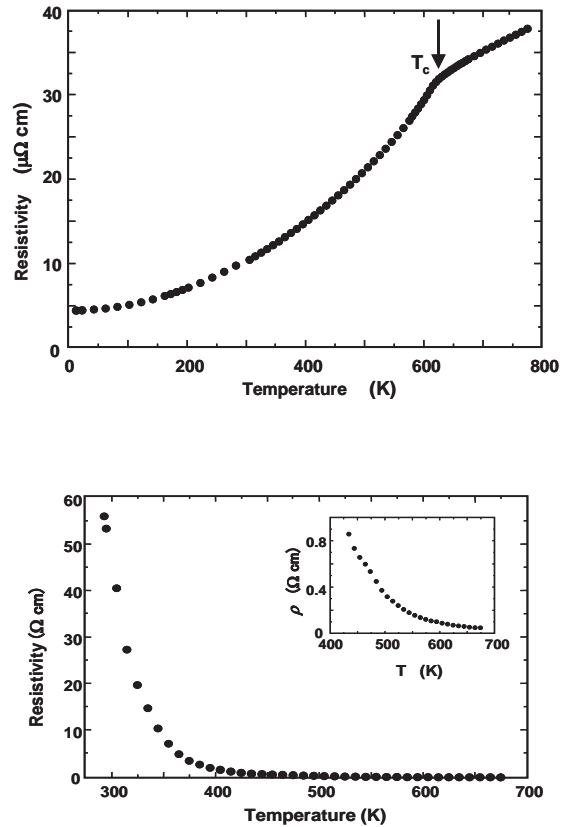 40
30
20
10
0
Resistivity (μΩ cm)
T_c
0 200 400 600 800
Temperature (K)
60
50
40
30
20
10
0
Resistivity (Ω cm)
0.8
0.4
0
ρ (Ω cm)
400 500 600 700
T (K)
300 400 500 600 700
Temperature (K)